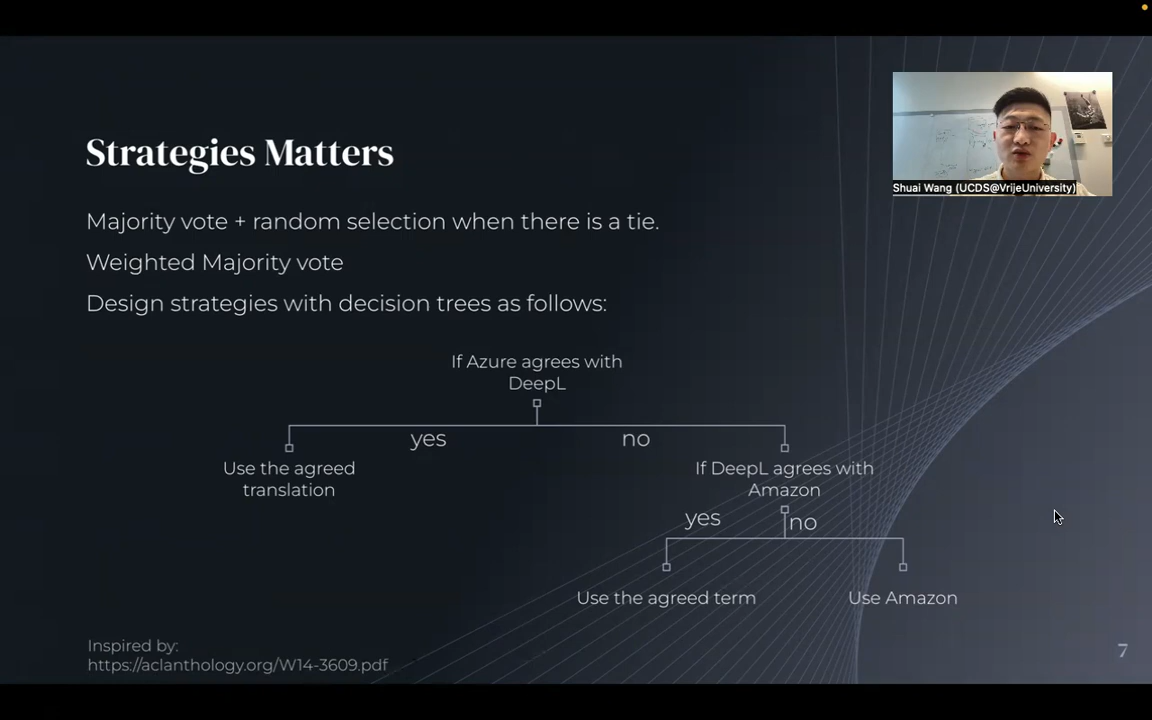 Shuai Wang (UCDS@VrijeUniversity)
Strategies Matters
Majority vote + random selection when there is a tie.
Weighted Majority vote
Design strategies with decision trees as follows:
If Azure agrees with
DeepL
yes
no
Use the agreed
translation
If DeepL agrees with
Amazon
yes
no
Use the agreed term
Use Amazon
Inspired by:
https://aclanthology.org/W14-3609.pdf
7